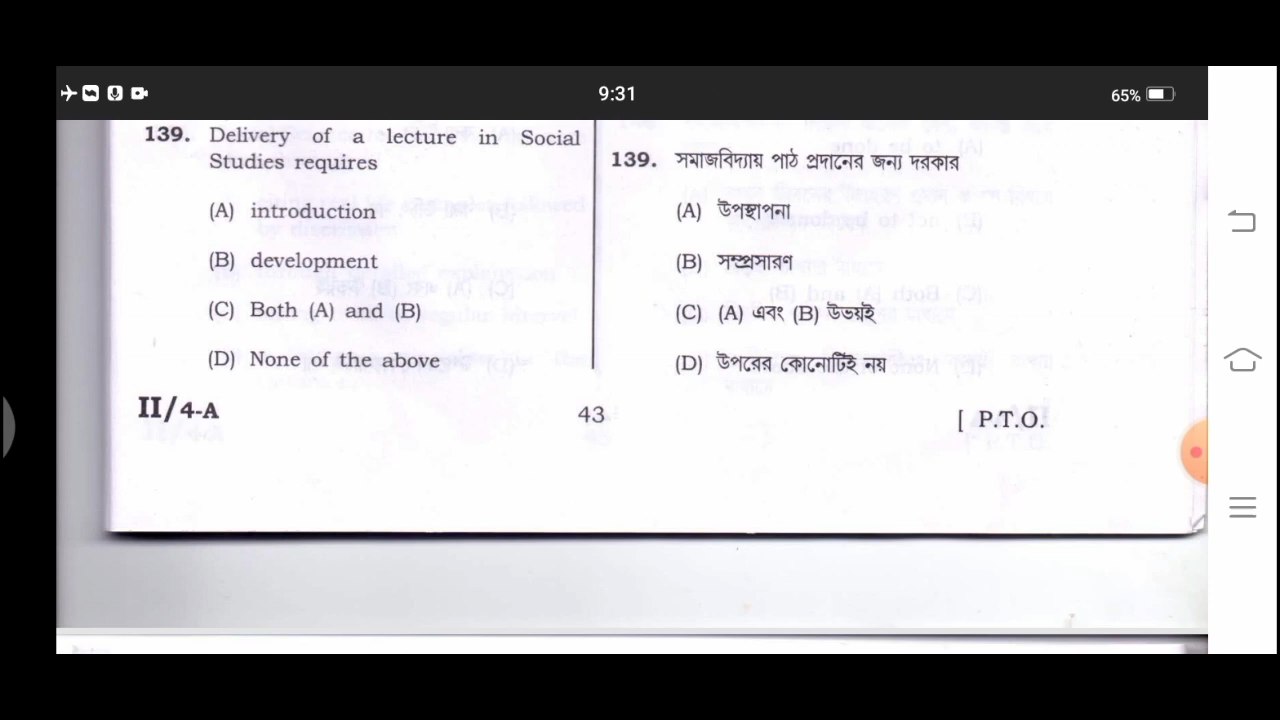 9:31
65%
139. Delivery of a lecture in Social
Studies requires
(A) introduction
(B) development
(C) Both (A) and (B)
(D) None of the above
139. সমাজবিদ্যায় পাঠ প্রদানের জন্য দরকার
(A) উপস্থাপনা
(B) সম্প্রসারণ
(C) (A) এবং (B) উভয়ই
(D) উপরের কোনোটিই নয়
II/4-A
43
[ P.T.O.